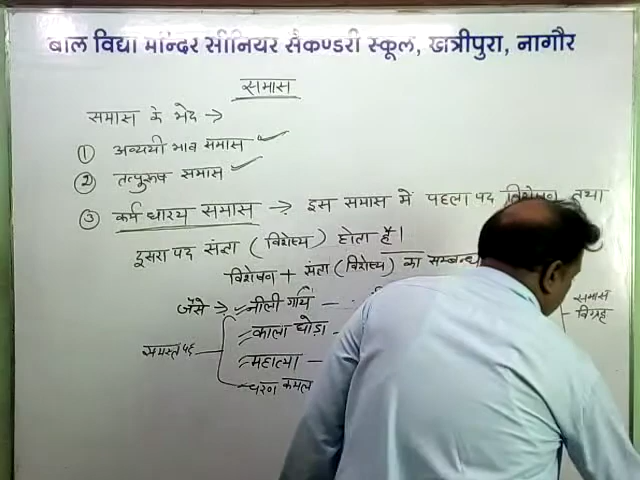 बाल विद्या मन्दिर सीनियर सैकण्डरी स्कूल, खत्रीपुरा, नागौर
समास
समास के भेद →
① अव्ययी भाव समास ✓
② तत्पुरूष समास ✓
③ कर्म धारय समास → इस समास में पहला पद विशेषण तथा
दूसरा पद संज्ञा (विशेष्य) होता है।
विशेषण + संज्ञा (विशेष्य) का सम्बन्ध
जैसे → नीली गाय —
काला घोड़ा -
महात्मा —
चरण कमल
समस्त पद
समास
विग्रह